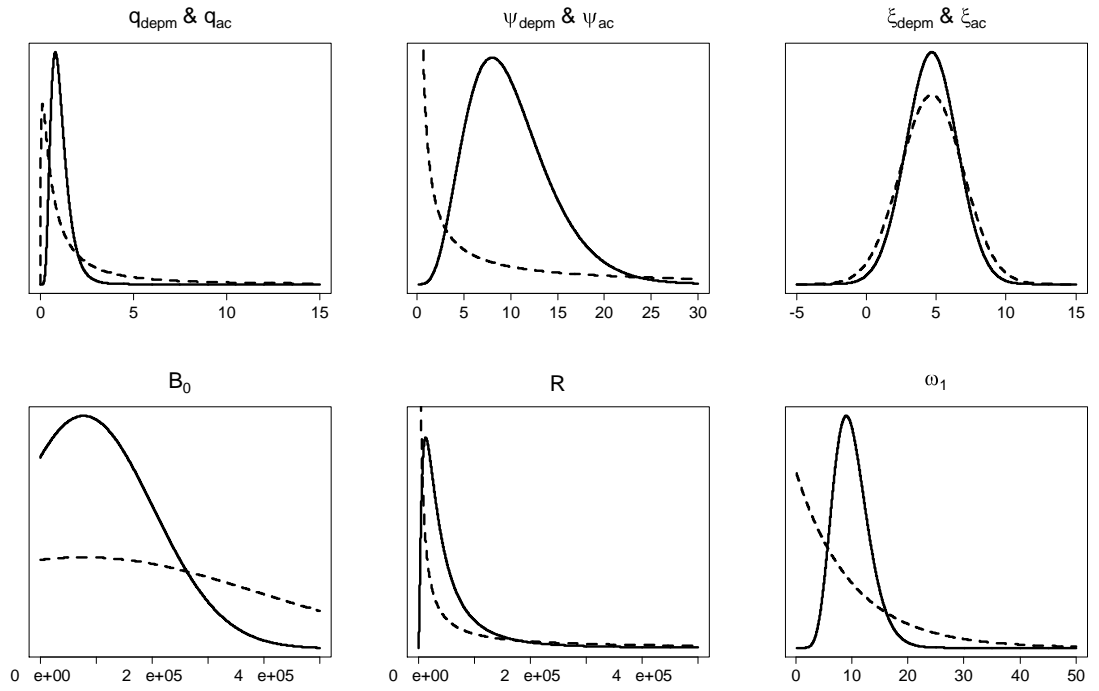 q_depm & q_ac
ψ_depm & ψ_ac
ξ_depm & ξ_ac
0 5 10 15
0 5 10 15 20 25 30
-5 0 5 10 15
B_0
R
ω_1
0 e+00 2 e+05 4 e+05
0 e+00 2 e+05 4 e+05
0 10 20 30 40 50